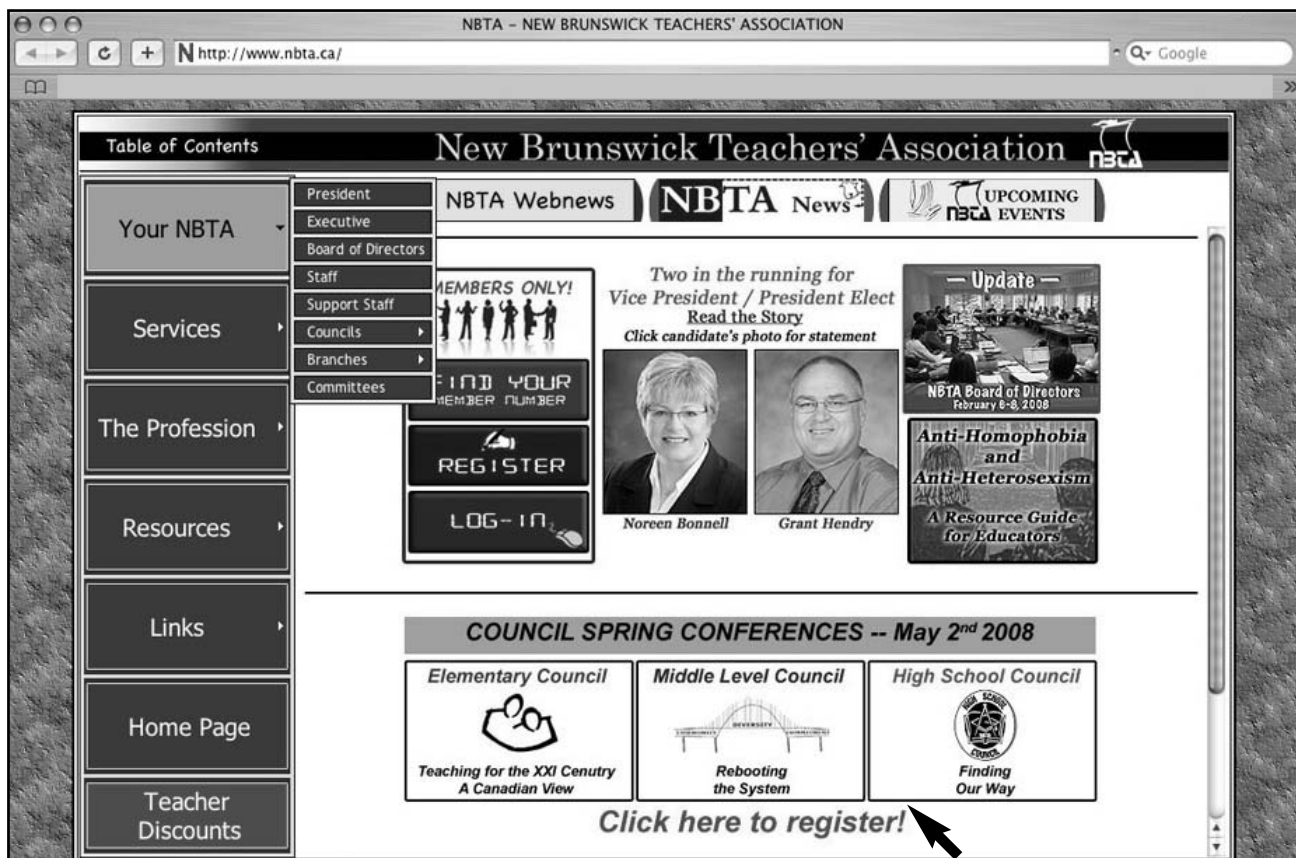 NBTA – NEW BRUNSWICK TEACHERS' ASSOCIATION
N http://www.nbta.ca/
Google
Table of Contents
New Brunswick Teachers' Association
NBTA
Your NBTA
Services
The Profession
Resources
Links
Home Page
Teacher
Discounts
President
Executive
Board of Directors
Staff
Support Staff
Councils
Branches
Committees
NBTA Webnews
NBTA News
NBTA UPCOMING
EVENTS
EMBERS ONLY!
FIND YOUR
MEMBER NUMBER
REGISTER
LOG-IN
Two in the running for
Vice President / President Elect
Read the Story
Click candidate's photo for statement
Noreen Bonnell
Grant Hendry
— Update —
NBTA Board of Directors
February 6-8, 2008
Anti-Homophobia
and
Anti-Heterosexism
A Resource Guide
for Educators
COUNCIL SPRING CONFERENCES -- May 2nd 2008
Elementary Council
Teaching for the XXI Cenutry
A Canadian View
Middle Level Council
DIVERSITY
Rebooting
the System
High School Council
HIGH SCHOOL
COUNCIL
Finding
Our Way
Click here to register!